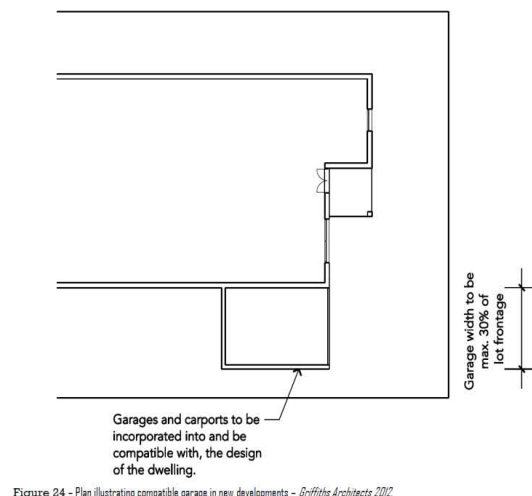 Garage width to be
max. 30% of
lot frontage
Garages and carports to be
incorporated into and be
compatible with, the design
of the dwelling.
Figure 24 - Plan illustrating compatible garage in new developments - Griffiths Architects 2012.